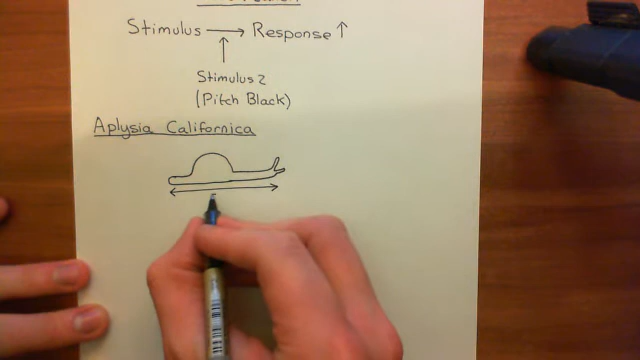 Stimulus → Response ↑
Stimulus 2
(Pitch Black)
Aplysia Californica